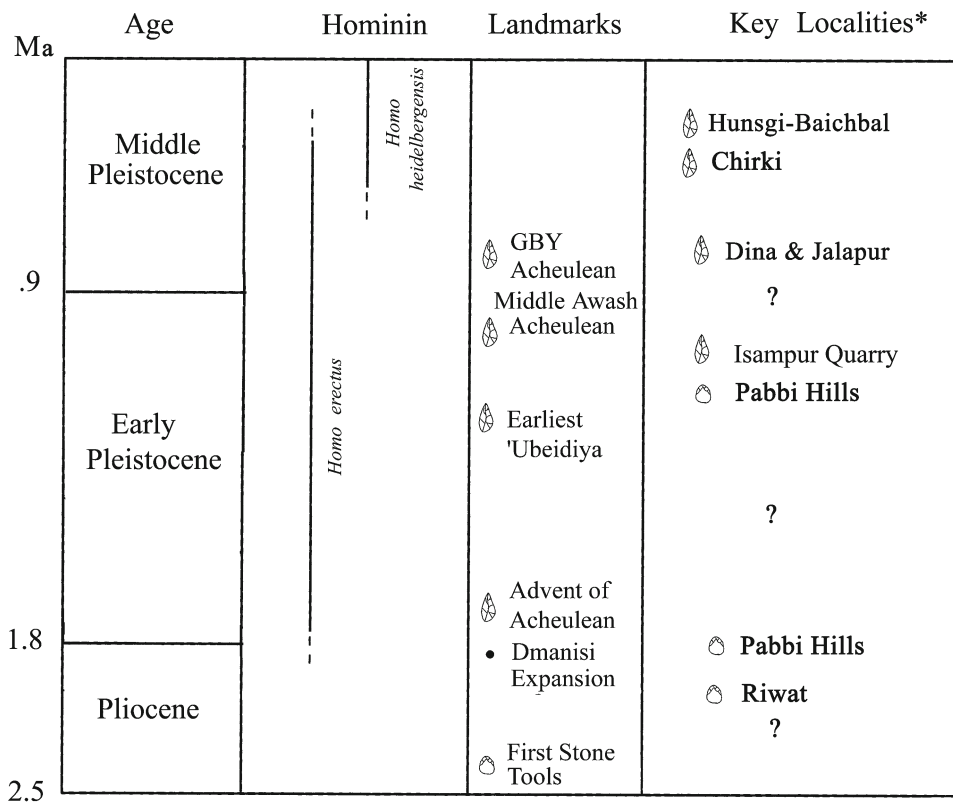 Age Hominin Landmarks Key Localities*
Ma
Middle
Pleistocene
.9
Early
Pleistocene
1.8
Pliocene
2.5
Homo erectus
Homo
heidelbergensis
GBY
Acheulean
Middle Awash
Acheulean
Earliest
'Ubeidiya
Advent of
Acheulean
Dmanisi
Expansion
First Stone
Tools
Hunsgi-Baichbal
Chirki
Dina & Jalapur
?
Isampur Quarry
Pabbi Hills
?
Pabbi Hills
Riwat
?